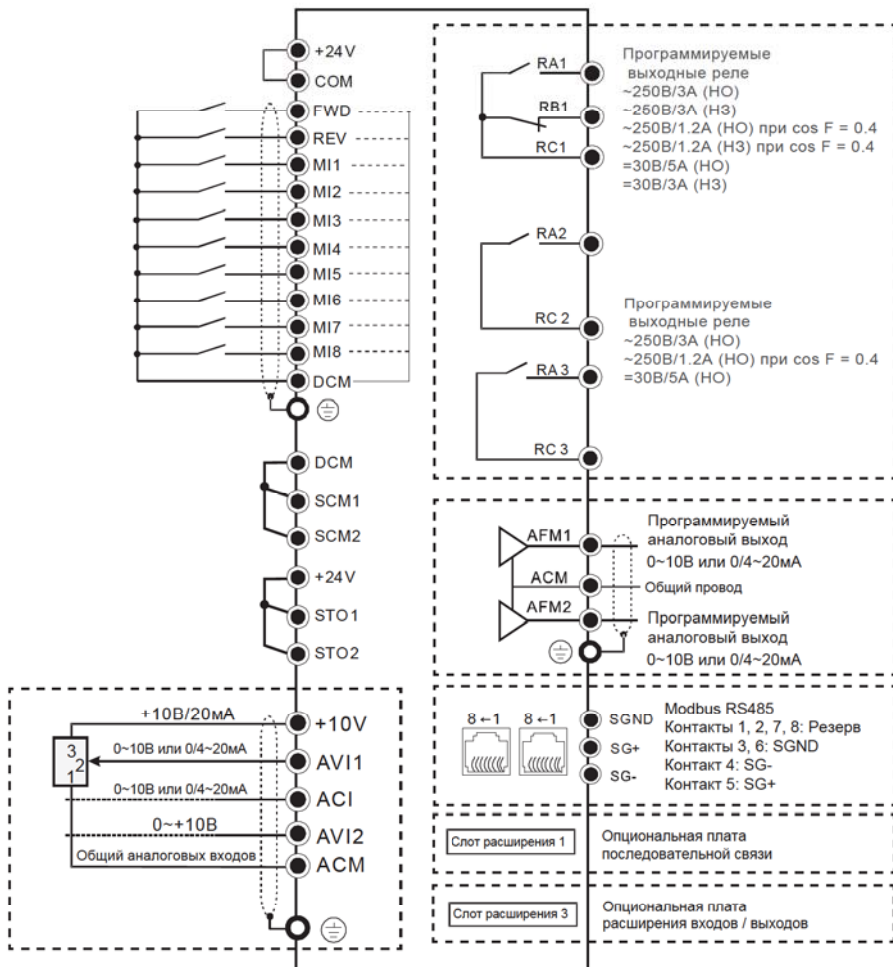 +24V
COM
FWD
REV
MI1
MI2
MI3
MI4
MI5
MI6
MI7
MI8
DCM
DCM
SCM1
SCM2
+24V
STO1
STO2
+10В/20мА
+10V
3
2
1
0~10В или 0/4~20мА
AVI1
0~10В или 0/4~20мА
ACI
0~+10В
AVI2
Общий аналоговых входов
ACM
RA1
RB1
RC1
Программируемые
выходные реле
~250В/3А (НО)
~250В/3А (НЗ)
~250В/1.2А (НО) при cos F = 0.4
~250В/1.2А (НЗ) при cos F = 0.4
=30В/5А (НО)
=30В/3А (НЗ)
RA2
RC 2
RA 3
RC 3
Программируемые
выходные реле
~250В/3А (НО)
~250В/1.2А (НО) при cos F = 0.4
=30В/5А (НО)
AFM1
ACM
AFM2
Программируемый
аналоговый выход
0~10В или 0/4~20мА
Общий провод
Программируемый
аналоговый выход
0~10В или 0/4~20мА
8←1
8←1
SGND
SG+
SG-
Modbus RS485
Контакты 1, 2, 7, 8: Резерв
Контакты 3, 6: SGND
Контакт 4: SG-
Контакт 5: SG+
Слот расширения 1
Опциональная плата
последовательной связи
Слот расширения 3
Опциональная плата
расширения входов / выходов